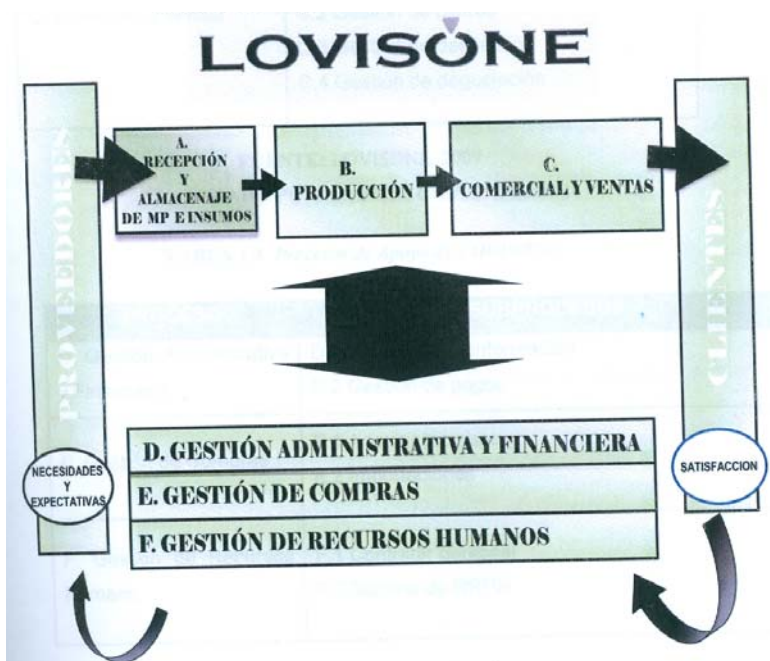 LOVISONE
PROVEEDORES
A.
RECEPCIÓN
Y
ALMACENAJE
DE MP E INSUMOS
B.
PRODUCCIÓN
C.
COMERCIAL Y VENTAS
CLIENTES
D. GESTIÓN ADMINISTRATIVA Y FINANCIERA
E. GESTIÓN DE COMPRAS
F. GESTIÓN DE RECURSOS HUMANOS
NECESIDADES
Y
EXPECTATIVAS
SATISFACCION